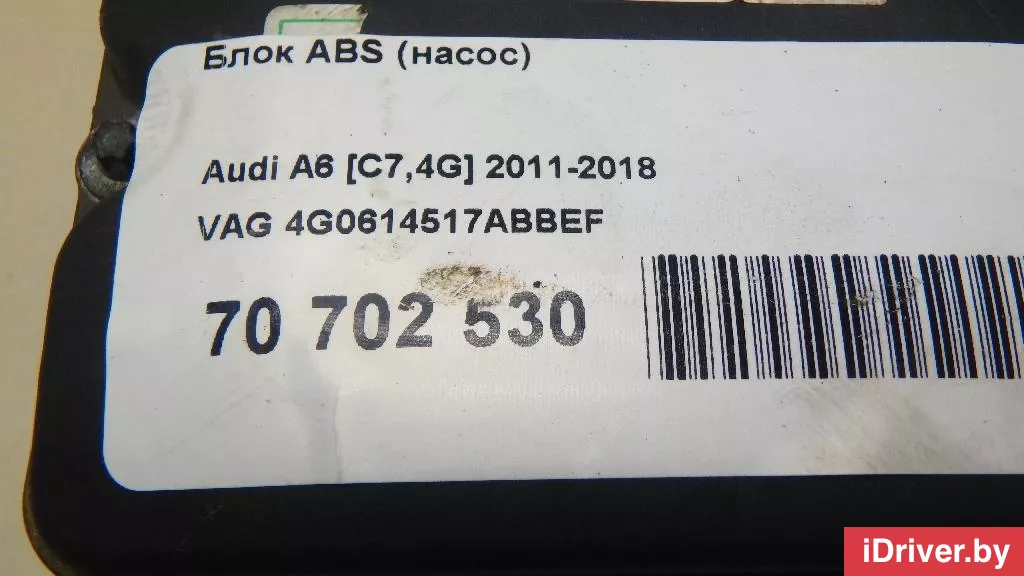 Блок ABS (насос)
Audi A6 [C7,4G] 2011-2018
VAG 4G0614517ABBEF
70 702 530
iDriver.by